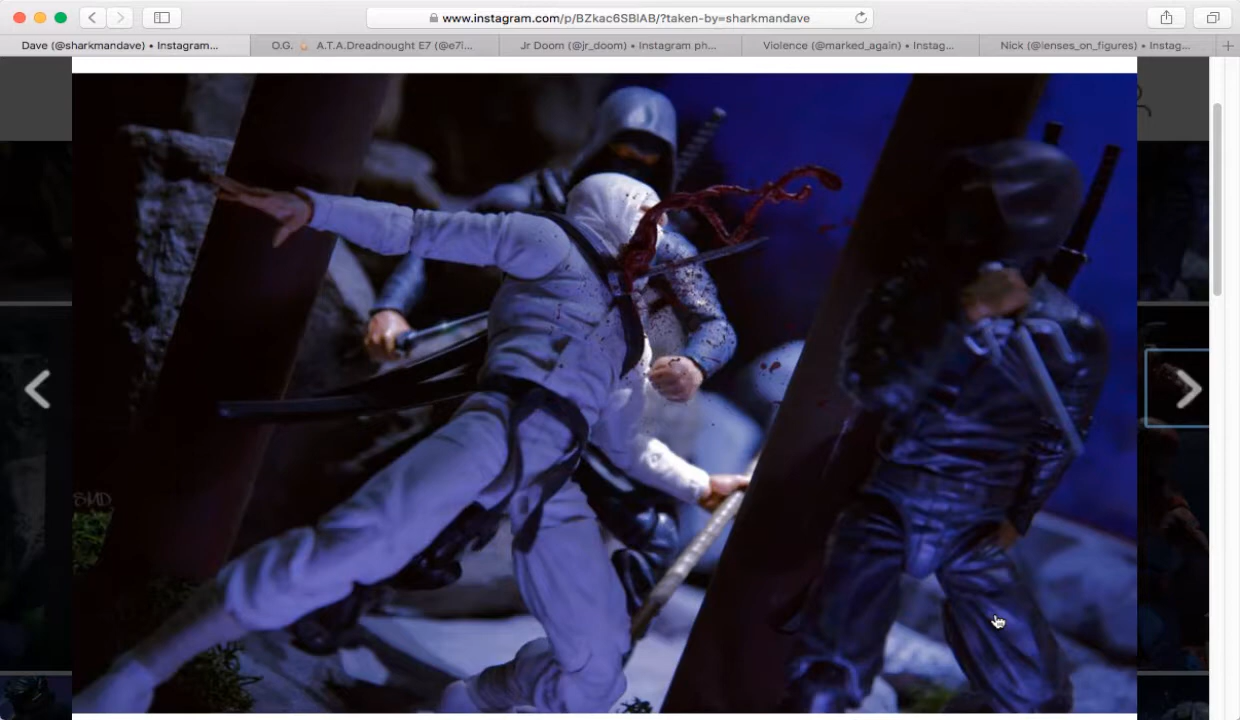 www.instagram.com/p/BZkac6SBlAB/?taken-by=sharkmandave
Dave (@sharkmandave) • Instagram...
O.G. A.T.A.Dreadnought E7 (@e7i...
Jr Doom (@jr_doom) • Instagram ph...
Violence (@marked_again) • Instag...
Nick (@lenses_on_figures) • Instag...
SMD